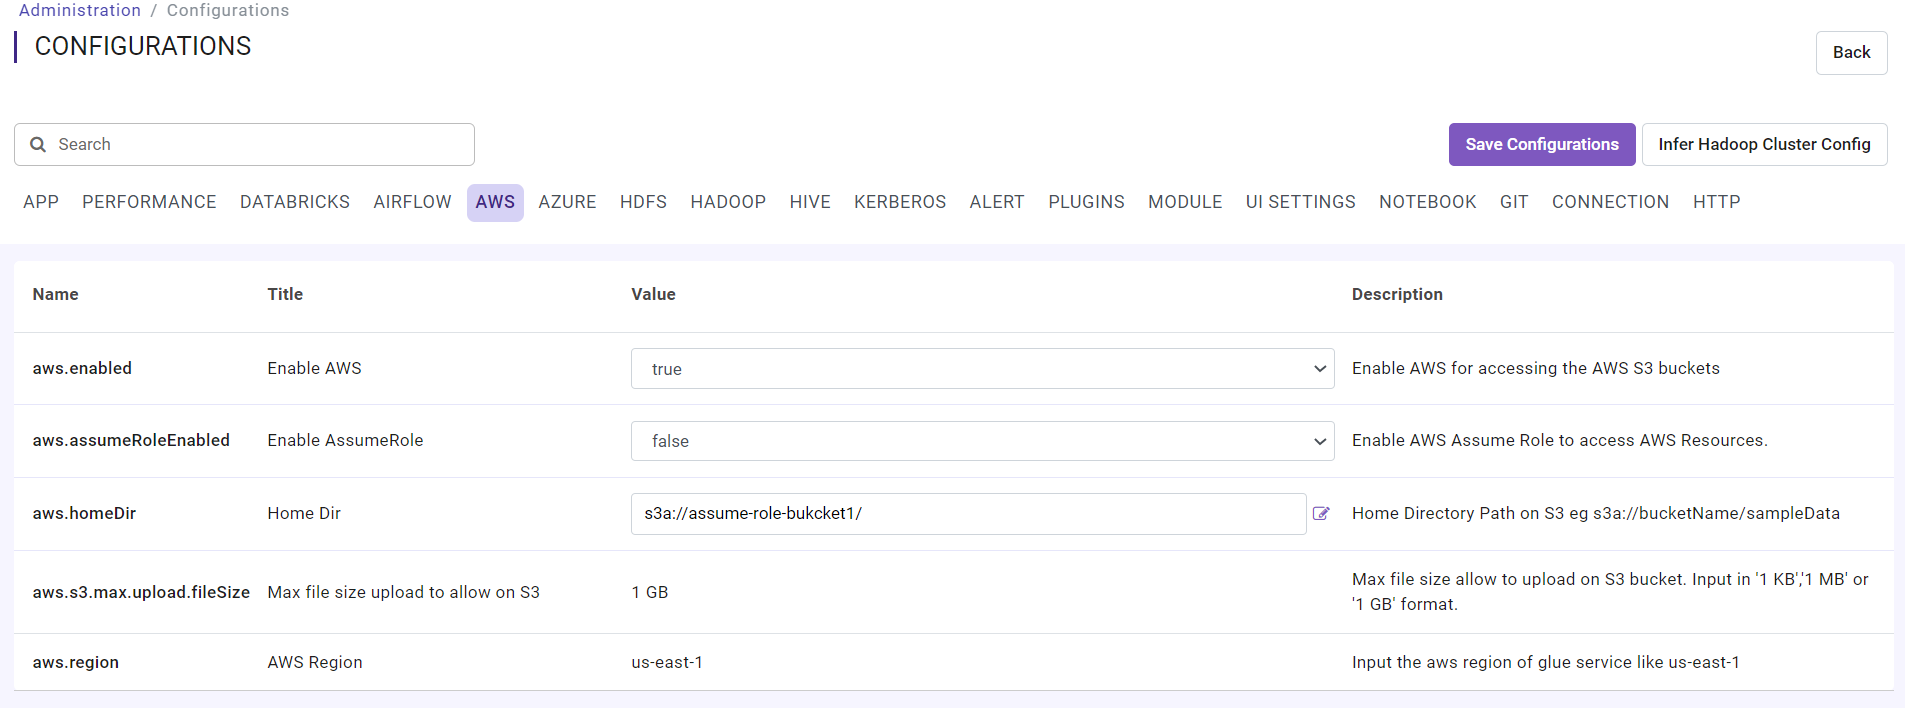 Administration / Configurations
CONFIGURATIONS
Back
Search
Save Configurations
Infer Hadoop Cluster Config
APP PERFORMANCE DATABRICKS AIRFLOW AWS AZURE HDFS HADOOP HIVE KERBEROS ALERT PLUGINS MODULE UI SETTINGS NOTEBOOK GIT CONNECTION HTTP
Name Title Value Description
aws.enabled Enable AWS true Enable AWS for accessing the AWS S3 buckets
aws.assumeRoleEnabled Enable AssumeRole false Enable AWS Assume Role to access AWS Resources.
aws.homeDir Home Dir s3a://assume-role-bukcket1/ Home Directory Path on S3 eg s3a://bucketName/sampleData
aws.s3.max.upload.fileSize Max file size upload to allow on S3 1 GB Max file size allow to upload on S3 bucket. Input in '1 KB','1 MB' or
'1 GB' format.
aws.region AWS Region us-east-1 Input the aws region of glue service like us-east-1